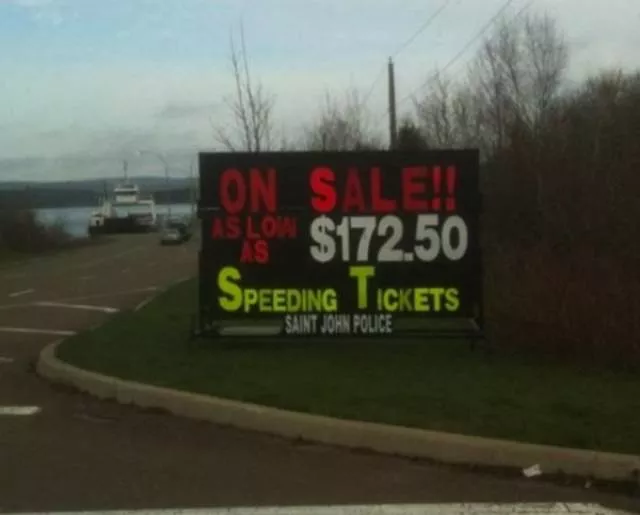 ON SALE!!
AS LOW AS $172.50
SPEEDING TICKETS
SAINT JOHN POLICE